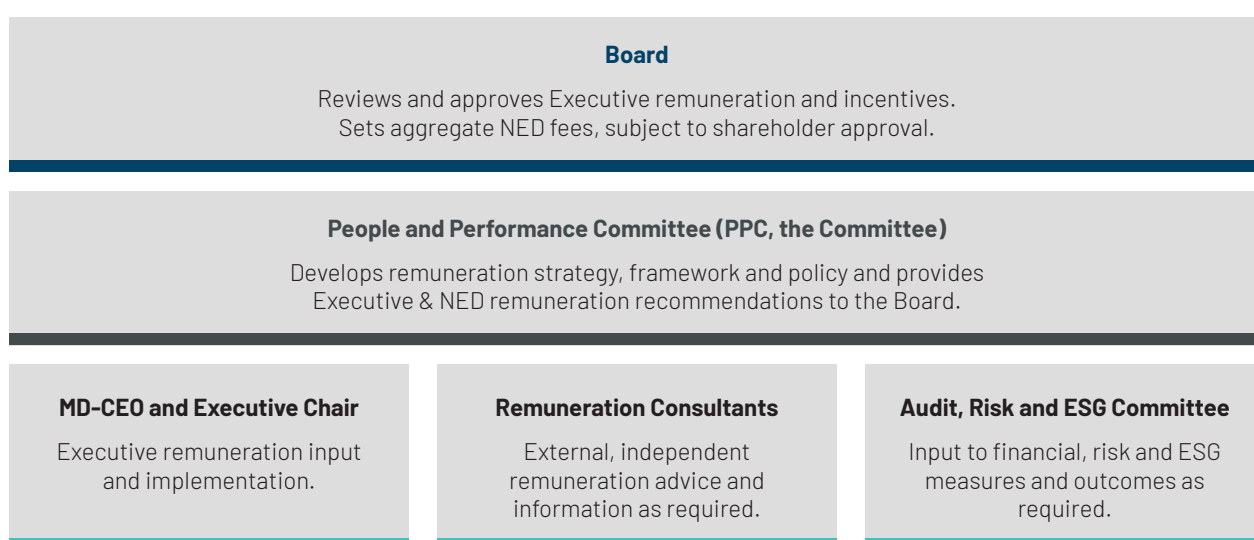 Board
Reviews and approves Executive remuneration and incentives.
Sets aggregate NED fees, subject to shareholder approval.
People and Performance Committee (PPC, the Committee)
Develops remuneration strategy, framework and policy and provides
Executive & NED remuneration recommendations to the Board.
MD-CEO and Executive Chair
Executive remuneration input
and implementation.
Remuneration Consultants
External, independent
remuneration advice and
information as required.
Audit, Risk and ESG Committee
Input to financial, risk and ESG
measures and outcomes as
required.